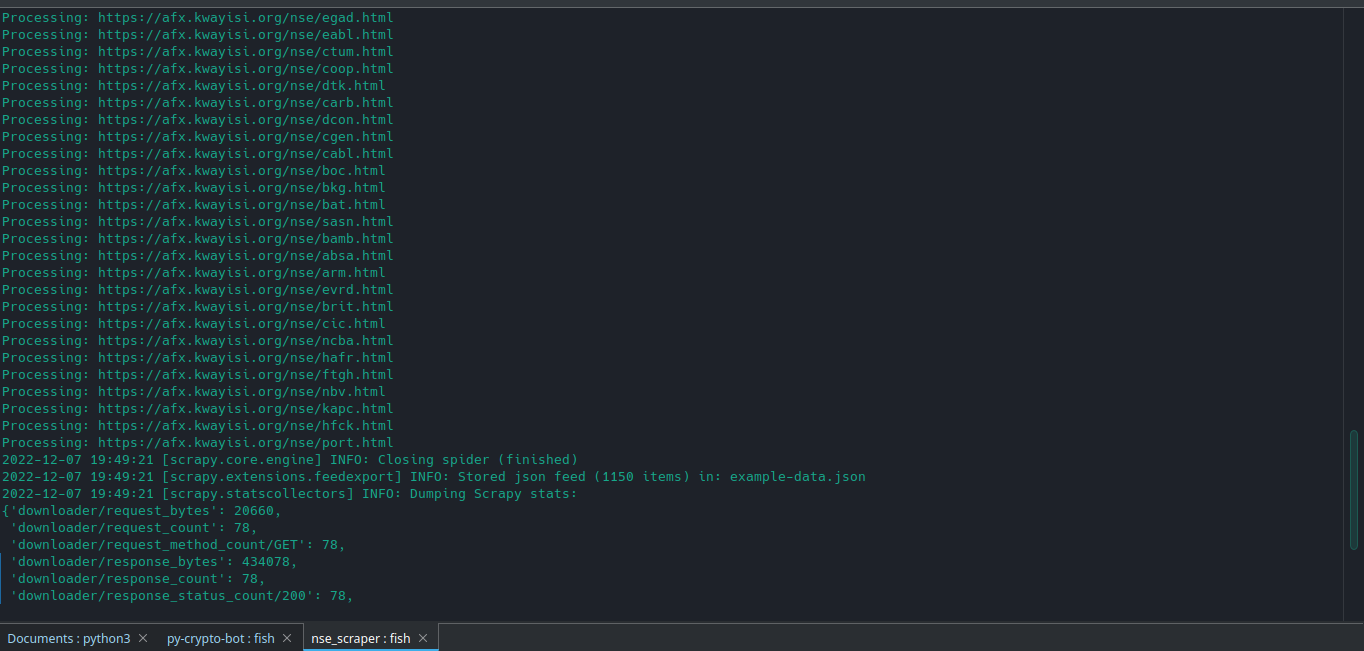 Processing: https://afx.kwayisi.org/nse/egad.html
Processing: https://afx.kwayisi.org/nse/eabl.html
Processing: https://afx.kwayisi.org/nse/ctum.html
Processing: https://afx.kwayisi.org/nse/coop.html
Processing: https://afx.kwayisi.org/nse/dtk.html
Processing: https://afx.kwayisi.org/nse/carb.html
Processing: https://afx.kwayisi.org/nse/dcon.html
Processing: https://afx.kwayisi.org/nse/cgen.html
Processing: https://afx.kwayisi.org/nse/cabl.html
Processing: https://afx.kwayisi.org/nse/boc.html
Processing: https://afx.kwayisi.org/nse/bkg.html
Processing: https://afx.kwayisi.org/nse/bat.html
Processing: https://afx.kwayisi.org/nse/sasn.html
Processing: https://afx.kwayisi.org/nse/bamb.html
Processing: https://afx.kwayisi.org/nse/absa.html
Processing: https://afx.kwayisi.org/nse/arm.html
Processing: https://afx.kwayisi.org/nse/evrd.html
Processing: https://afx.kwayisi.org/nse/brit.html
Processing: https://afx.kwayisi.org/nse/cic.html
Processing: https://afx.kwayisi.org/nse/ncba.html
Processing: https://afx.kwayisi.org/nse/hafr.html
Processing: https://afx.kwayisi.org/nse/ftgh.html
Processing: https://afx.kwayisi.org/nse/nbv.html
Processing: https://afx.kwayisi.org/nse/kapc.html
Processing: https://afx.kwayisi.org/nse/hfck.html
Processing: https://afx.kwayisi.org/nse/port.html
2022-12-07 19:49:21 [scrapy.core.engine] INFO: Closing spider (finished)
2022-12-07 19:49:21 [scrapy.extensions.feedexport] INFO: Stored json feed (1150 items) in: example-data.json
2022-12-07 19:49:21 [scrapy.statscollectors] INFO: Dumping Scrapy stats:
{'downloader/request_bytes': 20660,
 'downloader/request_count': 78,
 'downloader/request_method_count/GET': 78,
 'downloader/response_bytes': 434078,
 'downloader/response_count': 78,
 'downloader/response_status_count/200': 78,
Documents : python3 py-crypto-bot : fish nse_scraper : fish